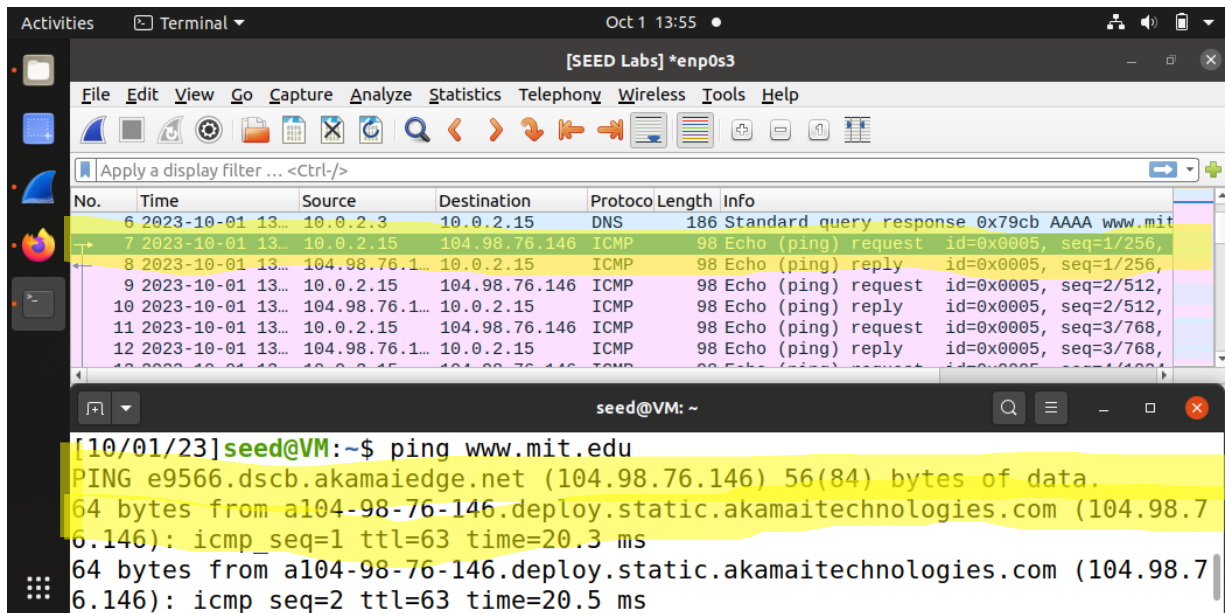 Activities Terminal Oct 1 13:55
[SEED Labs] *enp0s3
File Edit View Go Capture Analyze Statistics Telephony Wireless Tools Help
Apply a display filter … <Ctrl-/>
No. Time Source Destination Protoco Length Info
6 2023-10-01 13… 10.0.2.3 10.0.2.15 DNS 186 Standard query response 0x79cb AAAA www.mit
7 2023-10-01 13… 10.0.2.15 104.98.76.146 ICMP 98 Echo (ping) request id=0x0005, seq=1/256,
8 2023-10-01 13… 104.98.76.1… 10.0.2.15 ICMP 98 Echo (ping) reply id=0x0005, seq=1/256,
9 2023-10-01 13… 10.0.2.15 104.98.76.146 ICMP 98 Echo (ping) request id=0x0005, seq=2/512,
10 2023-10-01 13… 104.98.76.1… 10.0.2.15 ICMP 98 Echo (ping) reply id=0x0005, seq=2/512,
11 2023-10-01 13… 10.0.2.15 104.98.76.146 ICMP 98 Echo (ping) request id=0x0005, seq=3/768,
12 2023-10-01 13… 104.98.76.1… 10.0.2.15 ICMP 98 Echo (ping) reply id=0x0005, seq=3/768,
seed@VM: ~
[10/01/23]seed@VM:~$ ping www.mit.edu
PING e9566.dscb.akamaiedge.net (104.98.76.146) 56(84) bytes of data.
64 bytes from a104-98-76-146.deploy.static.akamaitechnologies.com (104.98.7
6.146): icmp_seq=1 ttl=63 time=20.3 ms
64 bytes from a104-98-76-146.deploy.static.akamaitechnologies.com (104.98.7
6.146): icmp_seq=2 ttl=63 time=20.5 ms